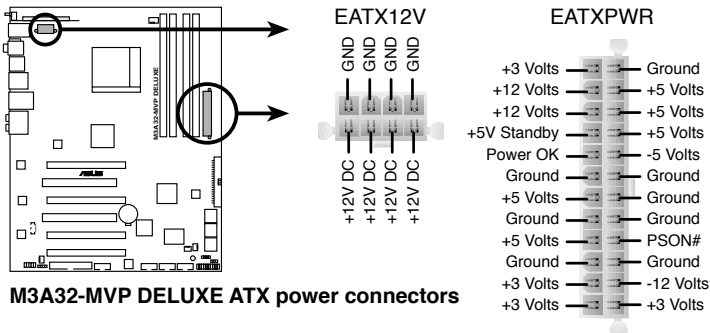 EATX12V
EATXPWR
GND
GND
GND
GND
+12V DC
+12V DC
+12V DC
+12V DC
M3A32-MVP DELUXE
/SUS
+3 Volts Ground
+12 Volts +5 Volts
+12 Volts +5 Volts
+5V Standby +5 Volts
Power OK -5 Volts
Ground Ground
+5 Volts Ground
Ground Ground
+5 Volts PSON#
Ground Ground
+3 Volts -12 Volts
+3 Volts +3 Volts
M3A32-MVP DELUXE ATX power connectors